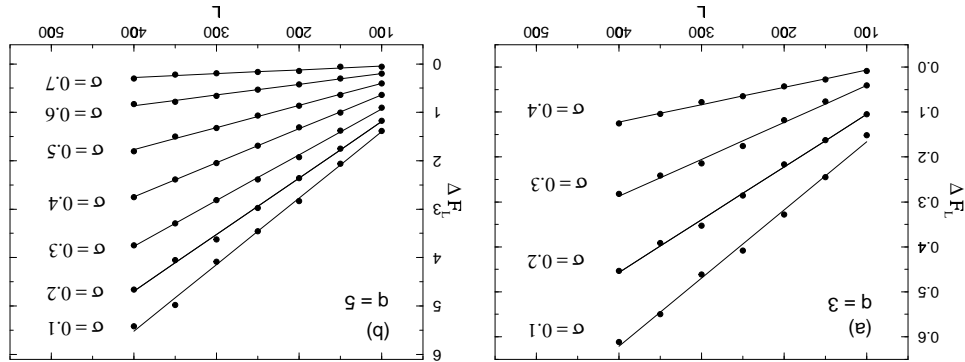 (a)
q = 3
ΔF_L
0.6
0.5
0.4
0.3
0.2
0.1
0.0
σ = 0.1
σ = 0.2
σ = 0.3
σ = 0.4
100 200 300 400 500
L
(b)
q = 5
ΔF_L
6
5
4
3
2
1
0
σ = 0.1
σ = 0.2
σ = 0.3
σ = 0.4
σ = 0.5
σ = 0.6
σ = 0.7
100 200 300 400 500
L